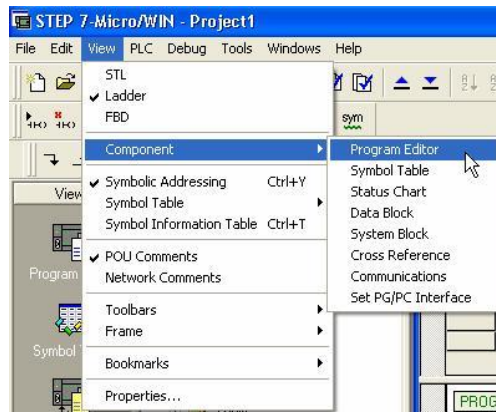 STEP 7-Micro/WIN - Project1
File Edit View PLC Debug Tools Windows Help
STL
Ladder
FBD
sym
Component
Program Editor
Symbol Table
Status Chart
Data Block
System Block
Cross Reference
Communications
Set PG/PC Interface
View
Symbolic Addressing Ctrl+Y
Symbol Table
Symbol Information Table Ctrl+T
POU Comments
Network Comments
Program
Toolbars
Frame
Symbol
Bookmarks
Properties...
PROG